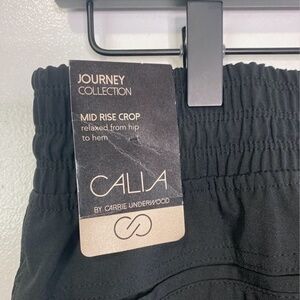 JOURNEY
COLLECTION
MID RISE CROP
relaxed from hip
to hem
CALIA
BY CARRIE UNDERWOOD